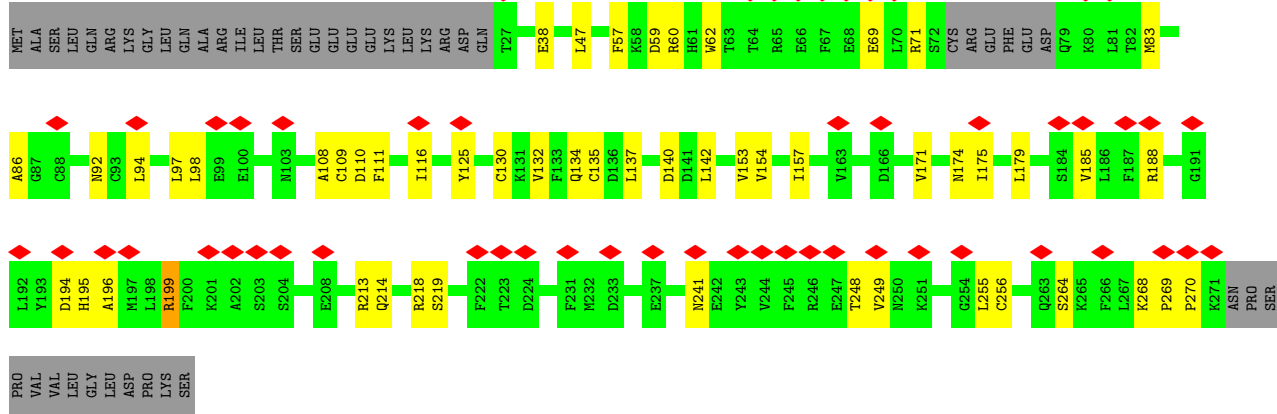 MET ALA SER LEU GLN ARG LYS GLY LEU GLN ALA ARG ILE LEU THR SER GLU GLU GLU GLU LYS LEU LYS ARG ASP GLN T27 E38 L47 F57 K58 D59 R60 H61 W62 T63 T64 R65 E66 F67 E68 E69 L70 R71 S72 CYS ARG GLU PHE GLU ASP Q79 K80 L81 T82 M83
A86 G87 C88 N92 C93 L94 L97 L98 E99 E100 N103 A108 C109 D110 F111 I116 Y125 C130 K131 V132 F133 Q134 C135 D136 L137 D140 D141 L142 V153 V154 I157 V163 D166 V171 N174 I175 L179 S184 V185 L186 F187 R188 G191
L192 Y193 D194 H195 A196 M197 L198 R199 F200 K201 A202 S203 S204 E208 R213 Q214 R218 S219 F222 T223 D224 F231 M232 D233 E237 N241 E242 Y243 V244 F245 R246 E247 T248 V249 N250 K251 G254 L255 C256 Q263 S264 K265 F266 L267 K268 P269 P270 K271 ASN PRO SER
PRO VAL VAL LEU GLY LEU ASP PRO LYS SER